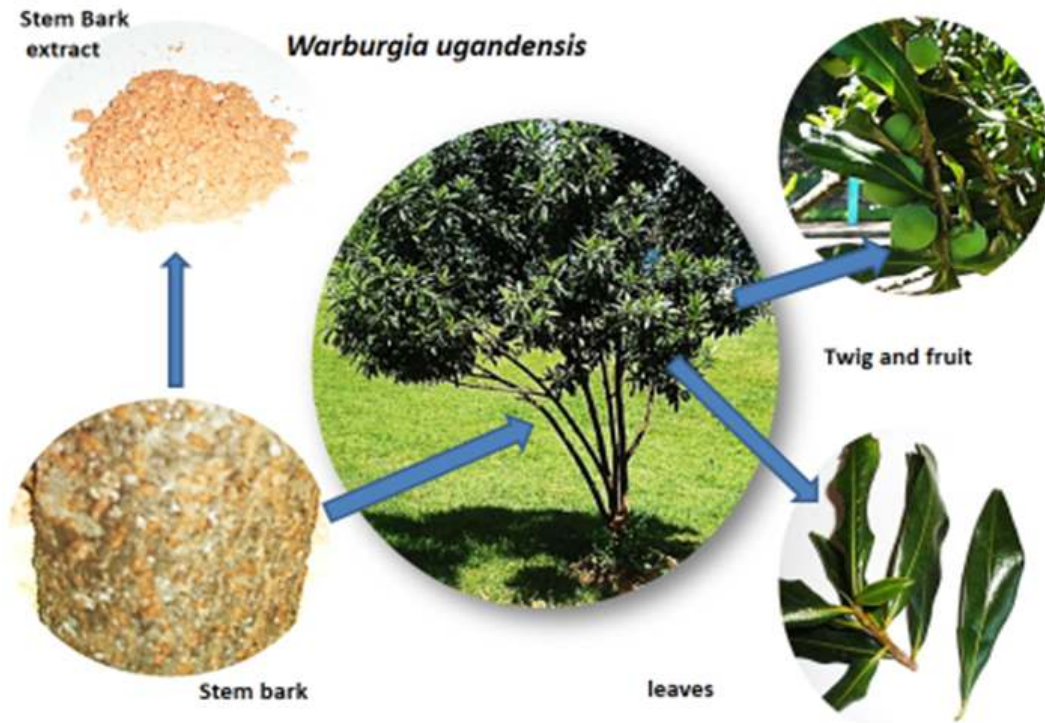 Stem Bark
extract
Warburgia ugandensis
Twig and fruit
Stem bark
leaves